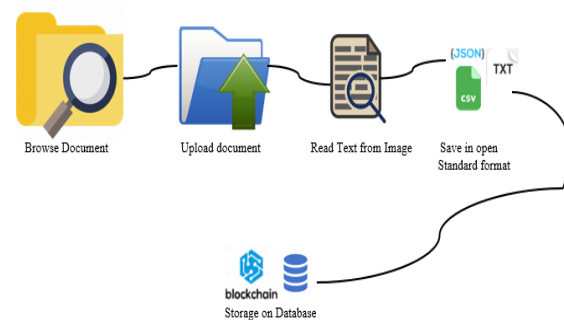 {JSON}
TXT
CSV
Browse Document
Upload document
Read Text from Image
Save in open
Standard format
blockchain
Storage on Database